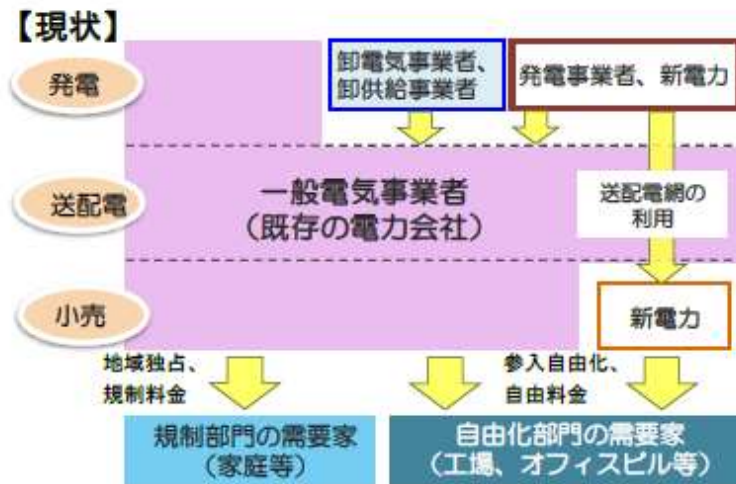 【現状】
発電
卸電気事業者、
卸供給事業者
発電事業者、新電力
送配電
一般電気事業者
（既存の電力会社）
送配電網の
利用
小売
新電力
地域独占、
規制料金
参入自由化、
自由料金
規制部門の需要家
（家庭等）
自由化部門の需要家
（工場、オフィスビル等）